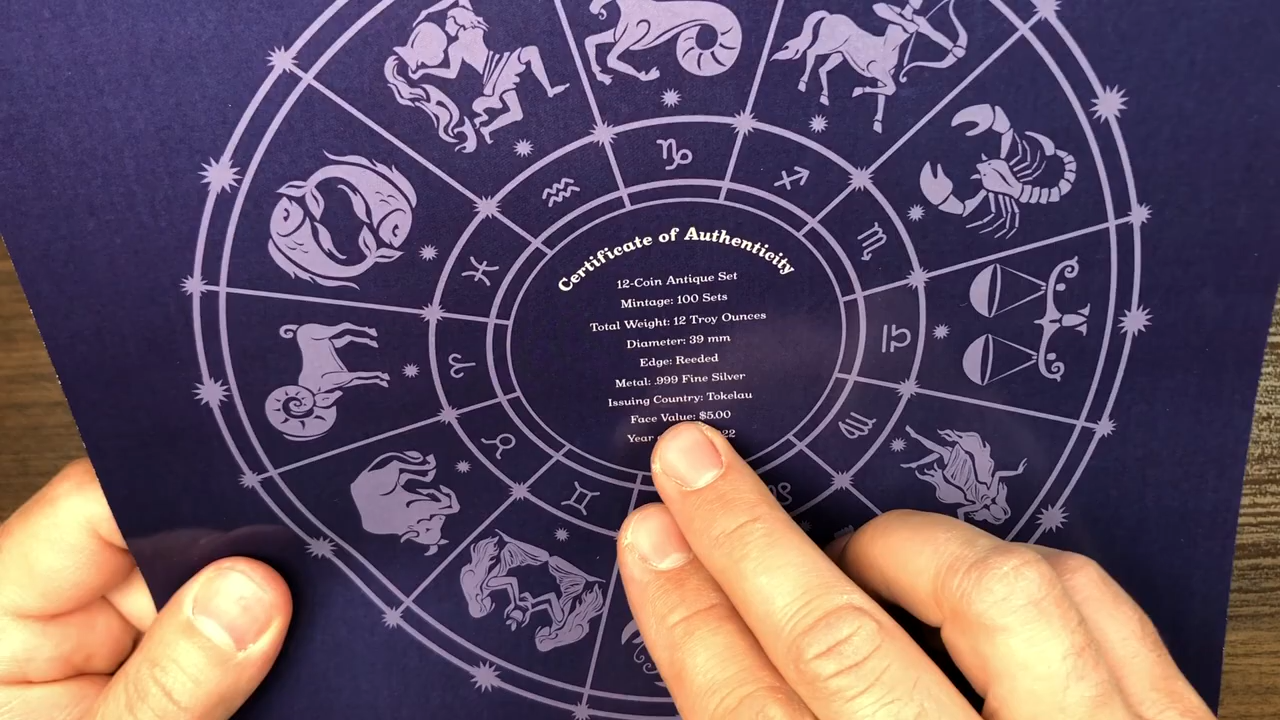 Certificate of Authenticity
12-Coin Antique Set
Mintage: 100 Sets
Total Weight: 12 Troy Ounces
Diameter: 39 mm
Edge: Reeded
Metal: .999 Fine Silver
Issuing Country: Tokelau
Face Value: $5.00
Year